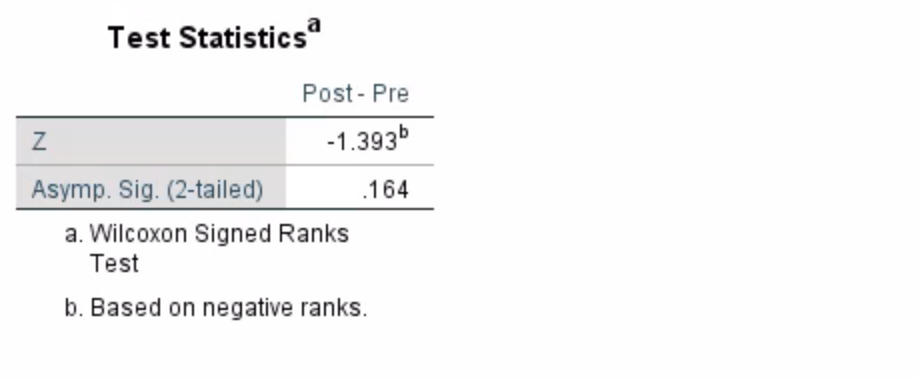 Test Statisticsa
Post - Pre
Z -1.393b
Asymp. Sig. (2-tailed) .164
a. Wilcoxon Signed Ranks
Test
b. Based on negative ranks.